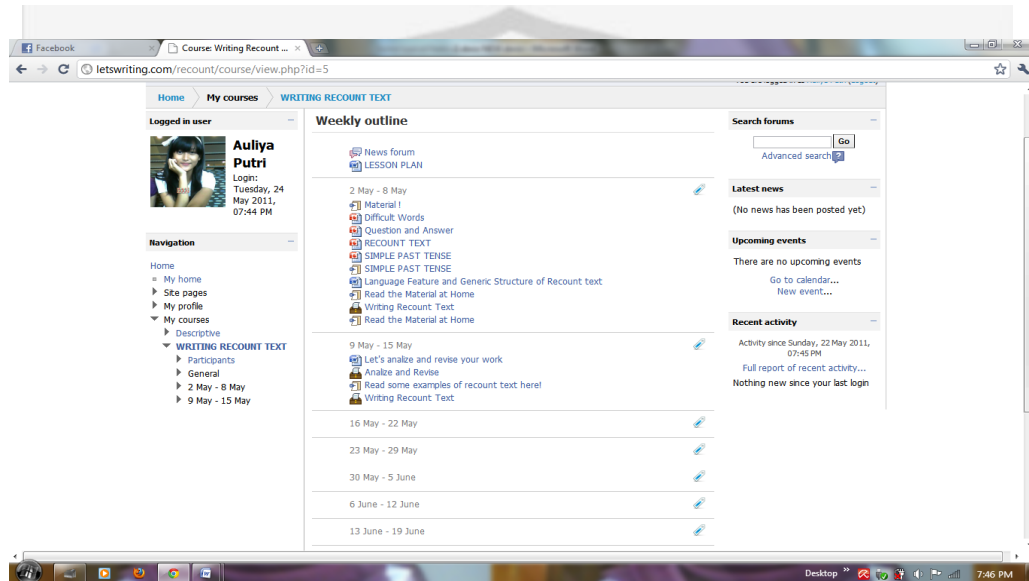 Facebook
Course: Writing Recount ...
letswriting.com/recount/course/view.php?id=5
Home
My courses
WRITING RECOUNT TEXT
Logged in user
Auliya
Putri
Login:
Tuesday, 24
May 2011,
07:44 PM
Navigation
Home
My home
Site pages
My profile
My courses
Descriptive
WRITING RECOUNT TEXT
Participants
General
2 May - 8 May
9 May - 15 May
Weekly outline
News forum
LESSON PLAN
2 May - 8 May
Material !
Difficult Words
Question and Answer
RECOUNT TEXT
SIMPLE PAST TENSE
SIMPLE PAST TENSE
Language Feature and Generic Structure of Recount text
Read the Material at Home
Writing Recount Text
Read the Material at Home
9 May - 15 May
Let's analize and revise your work
Analize and Revise
Read some examples of recount text here!
Writing Recount Text
16 May - 22 May
23 May - 29 May
30 May - 5 June
6 June - 12 June
13 June - 19 June
Search forums
Go
Advanced search ?
Latest news
(No news has been posted yet)
Upcoming events
There are no upcoming events
Go to calendar...
New event...
Recent activity
Activity since Sunday, 22 May 2011,
07:45 PM
Full report of recent activity...
Nothing new since your last login
Desktop »
7:46 PM